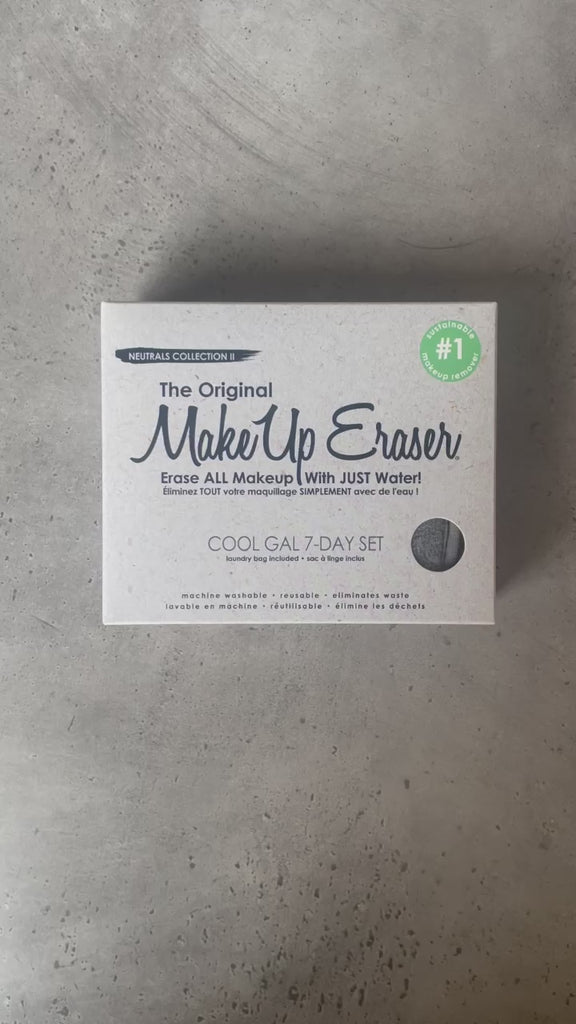 NEUTRALS COLLECTION II
sustainable
#1
makeup remover
The Original
MakeUp Eraser
Erase ALL Makeup With JUST Water!
Éliminez TOUT votre maquillage SIMPLEMENT avec de l'eau !
COOL GAL 7-DAY SET
laundry bag included • sac à linge inclus
machine washable • reusable • eliminates waste
lavable en machine • réutilisable • élimine les déchets